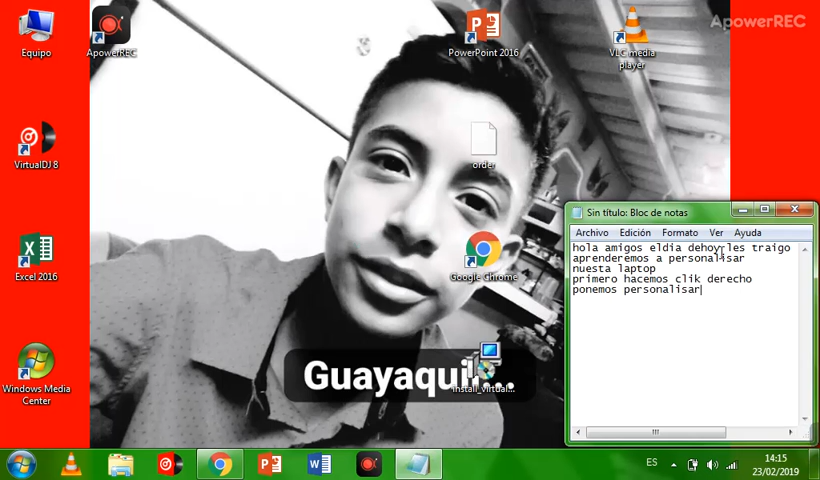 ApowerREC
Equipo
ApowerREC
PowerPoint 2016
VLC media
player
VirtualDJ 8
order
Sin título: Bloc de notas
Archivo Edición Formato Ver Ayuda
hola amigos eldia dehoy les traigo
aprenderemos a personalisar
nuesta laptop
primero hacemos clik derecho
ponemos personalisar
Excel 2016
Google Chrome
Guayaquil...
install_virtual...
Windows Media
Center
ES
14:15
23/02/2019